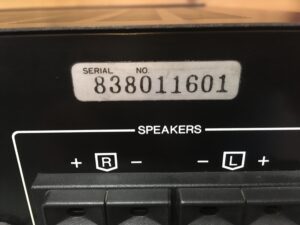 SERIAL NO.
838011601
SPEAKERS
+ R - - L +